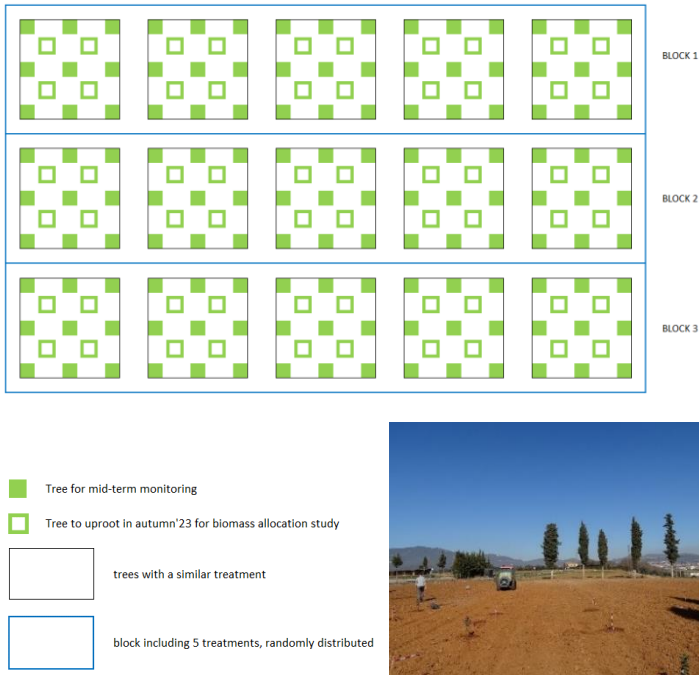 BLOCK 1
BLOCK 2
BLOCK 3
Tree for mid-term monitoring
Tree to uproot in autumn'23 for biomass allocation study
trees with a similar treatment
block including 5 treatments, randomly distributed